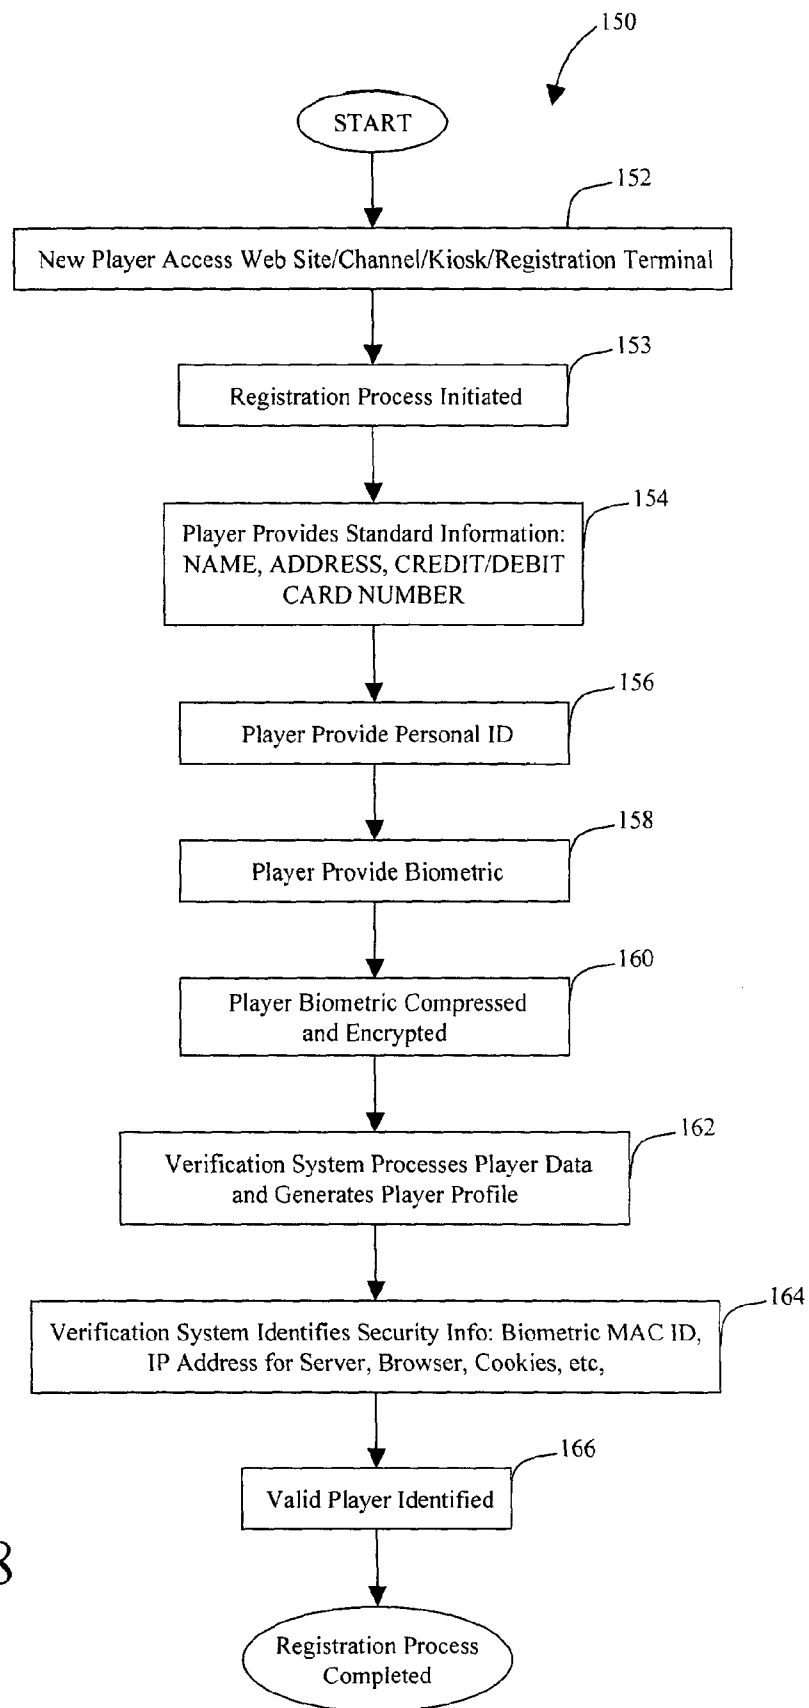 150
START
152
New Player Access Web Site/Channel/Kiosk/Registration Terminal
153
Registration Process Initiated
154
Player Provides Standard Information:
NAME, ADDRESS, CREDIT/DEBIT
CARD NUMBER
156
Player Provide Personal ID
158
Player Provide Biometric
160
Player Biometric Compressed
and Encrypted
162
Verification System Processes Player Data
and Generates Player Profile
164
Verification System Identifies Security Info: Biometric MAC ID,
IP Address for Server, Browser, Cookies, etc,
166
Valid Player Identified
8
Registration Process
Completed